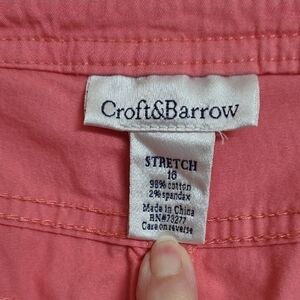 Croft&Barrow
STRETCH
16
98% cotton
2% spandex
Made in China
RN#73277
Care on reverse